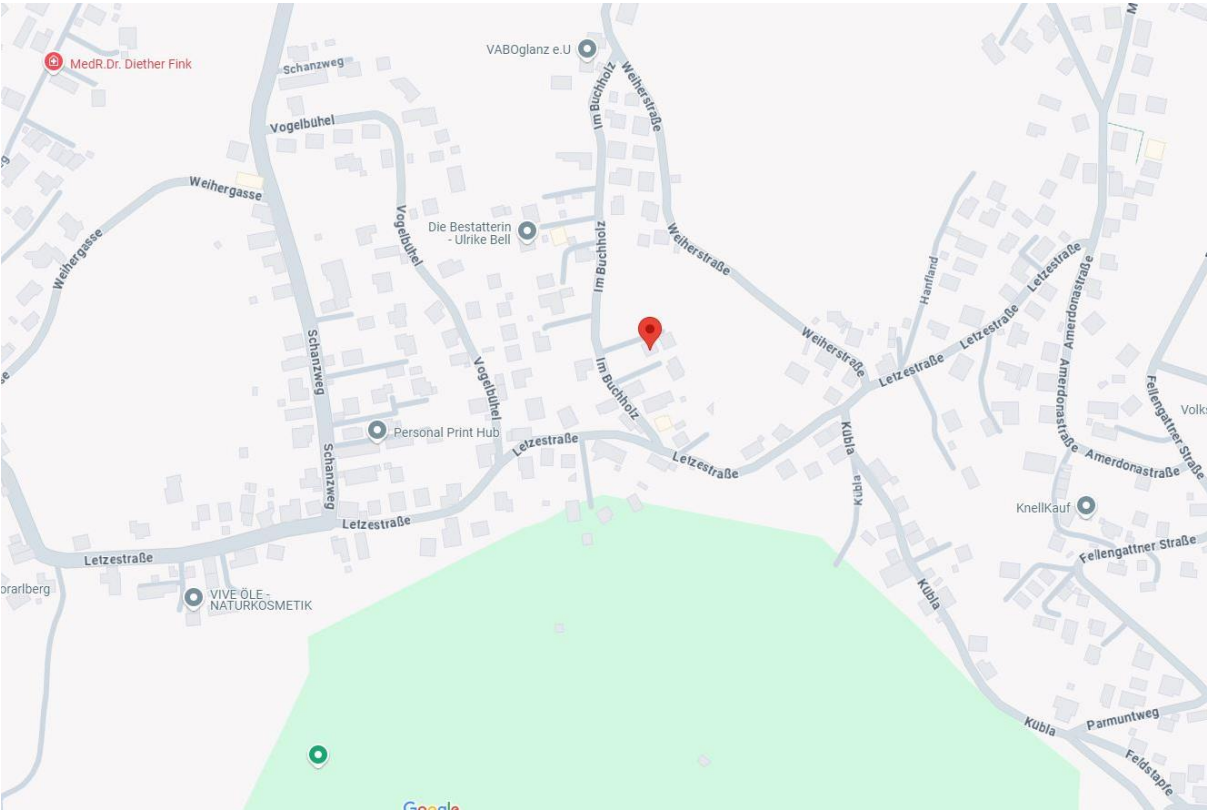 MedR.Dr. Diether Fink
Schanzweg
VABOglanz e.U
Im Buchholz
Weiherstraße
Vogelbühel
Weihergasse
Vogelbühel
Die Bestatterin
- Ulrike Bell
Im Buchholz
Weiherstraße
Weihergasse
Hanfland
Letzestraße
Amerdonastraße
Schanzweg
Vogelbühel
Im Buchholz
Weiherstraße
Letzestraße
Letzestraße
Amerdonastraße
Fellengattner Straße
Volks
Personal Print Hub
Letzestraße
Letzestraße
Kübla
Kübla
Amerdonastraße
Schanzweg
Letzestraße
KnellKauf
Letzestraße
Fellengattner Straße
orarlberg
VIVE ÖLE -
NATURKOSMETIK
Kübla
Kübla
Parmuntweg
Feldstapfe
Google